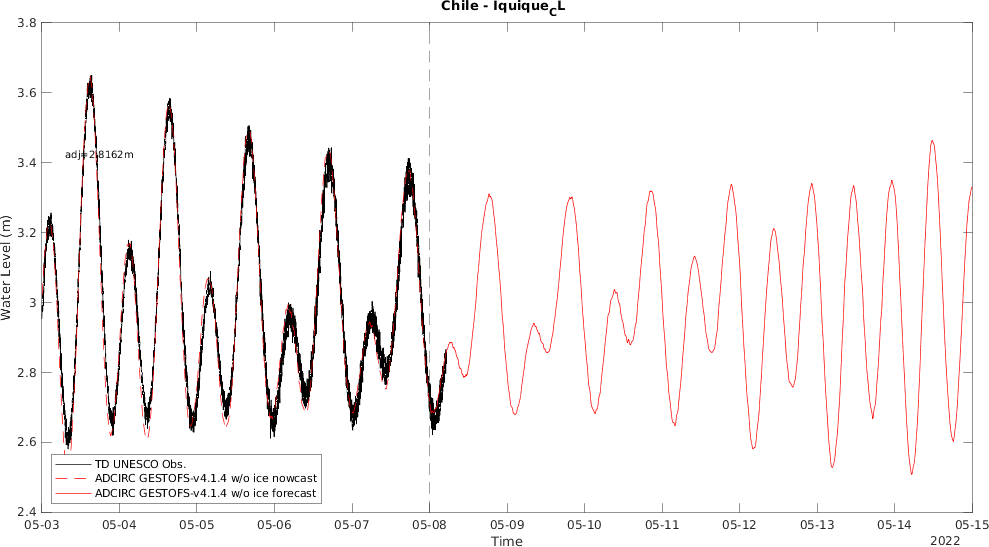 Chile - Iquique_CL
3.8
3.6
3.4
3.2
3
2.8
2.6
2.4
Water Level (m)
adj=2.8162m
TD UNESCO Obs.
ADCIRC GESTOFS-v4.1.4 w/o ice nowcast
ADCIRC GESTOFS-v4.1.4 w/o ice forecast
05-03 05-04 05-05 05-06 05-07 05-08 05-09 05-10 05-11 05-12 05-13 05-14 05-15
Time
2022